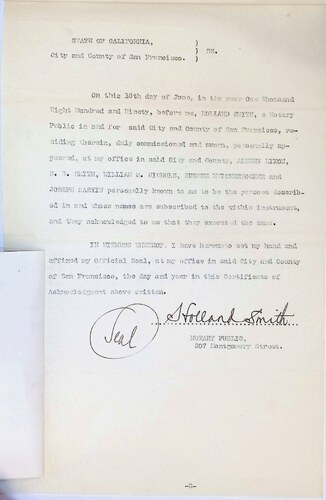 STATE OF CALIFORNIA, )
) SS.
City and County of San Francisco. )
On this 18th day of June, in the year One Thousand
Eight Hundred and Ninety, before me, HOLLAND SMITH, a Notary
Public in and for said City and County of San Francisco, re-
siding therein, duly commissioned and sworn, personally ap-
peared, at my office in said City and County,
WILLIAM
and JOSEPH personally known to me to be the persons describ-
ed in and whose names are subscribed to the within instrument,
and they acknowledged to me that they executed the same.
IN WITNESS WHEREOF, I have hereunto set my hand and
affixed my Official Seal, at my office in said City and County
of San Francisco, the day and year in this Certificate of
Acknowledgment above written.
Seal
Holland Smith
NOTARY PUBLIC,
307 Montgomery Street.